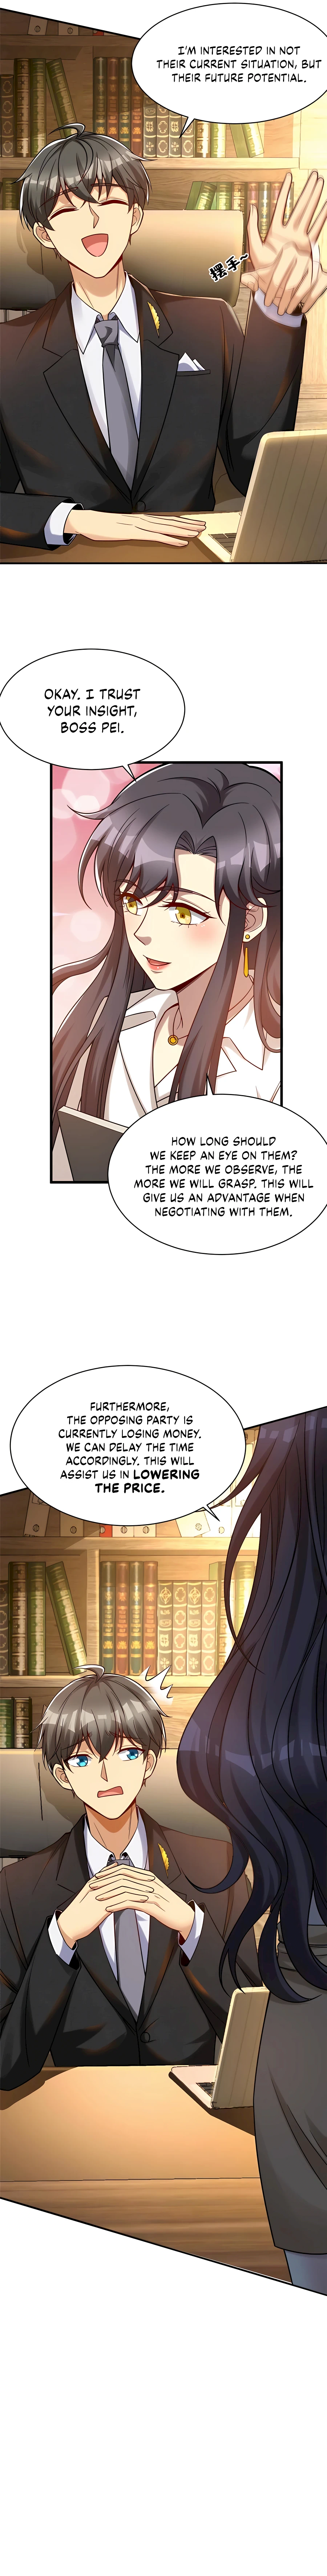 I'M INTERESTED IN NOT
THEIR CURRENT SITUATION, BUT
THEIR FUTURE POTENTIAL.
摆手~
OKAY. I TRUST
YOUR INSIGHT,
BOSS PEI.
HOW LONG SHOULD
WE KEEP AN EYE ON THEM?
THE MORE WE OBSERVE, THE
MORE WE WILL GRASP. THIS WILL
GIVE US AN ADVANTAGE WHEN
NEGOTIATING WITH THEM.
FURTHERMORE,
THE OPPOSING PARTY IS
CURRENTLY LOSING MONEY.
WE CAN DELAY THE TIME
ACCORDINGLY. THIS WILL
ASSIST US IN LOWERING
THE PRICE.